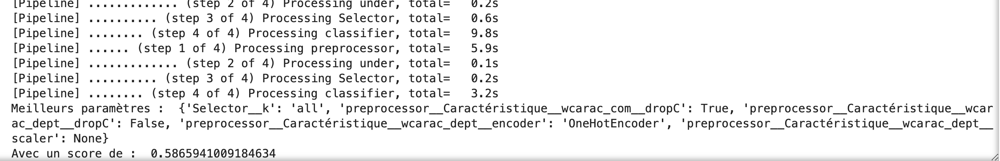 [Pipeline] ............. (step 2 of 4) Processing under, total=   0.2s
[Pipeline] .......... (step 3 of 4) Processing Selector, total=   0.6s
[Pipeline] ........ (step 4 of 4) Processing classifier, total=   9.8s
[Pipeline] ...... (step 1 of 4) Processing preprocessor, total=   5.9s
[Pipeline] ............. (step 2 of 4) Processing under, total=   0.1s
[Pipeline] .......... (step 3 of 4) Processing Selector, total=   0.2s
[Pipeline] ........ (step 4 of 4) Processing classifier, total=   3.2s
Meilleurs paramètres :  {'Selector__k': 'all', 'preprocessor__Caractéristique__wcarac_com__dropC': True, 'preprocessor__Caractéristique__wcar
ac_dept__dropC': False, 'preprocessor__Caractéristique__wcarac_dept__encoder': 'OneHotEncoder', 'preprocessor__Caractéristique__wcarac_dept__
scaler': None}
Avec un score de :  0.5865941009184634